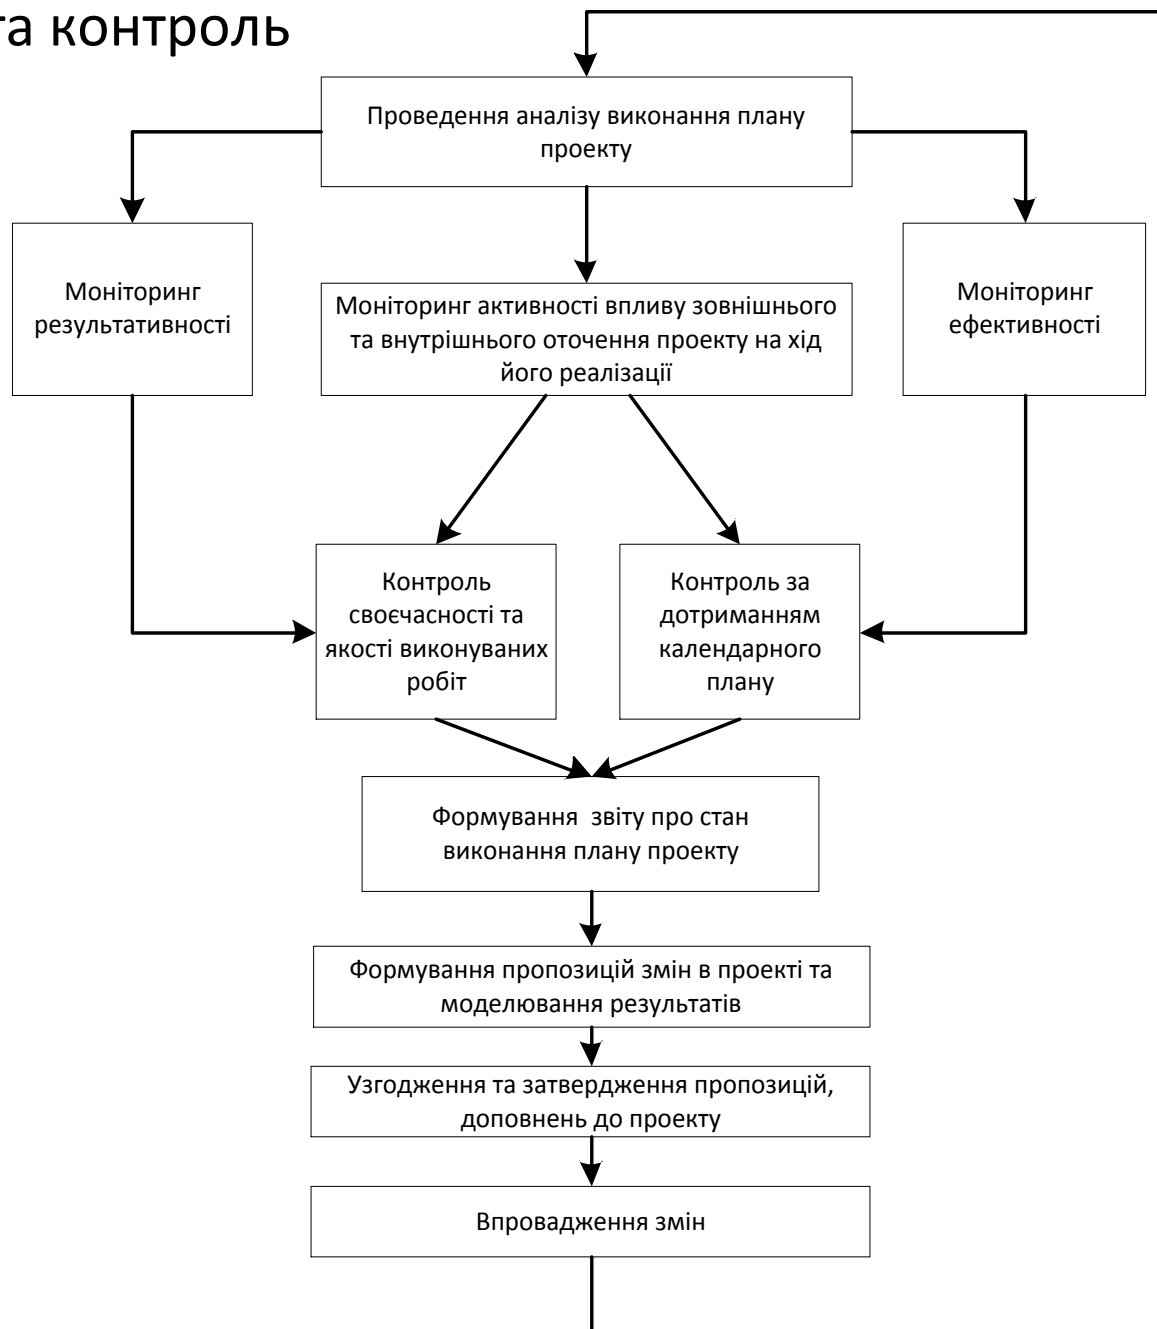 та контроль
Проведення аналізу виконання плану
проекту
Моніторинг
результативності
Моніторинг активності впливу зовнішнього
та внутрішнього оточення проекту на хід
його реалізації
Моніторинг
ефективності
Контроль
своєчасності та
якості виконуваних
робіт
Контроль за
дотриманням
календарного
плану
Формування звіту про стан
виконання плану проекту
Формування пропозицій змін в проекті та
моделювання результатів
Узгодження та затвердження пропозицій,
доповнень до проекту
Впровадження змін